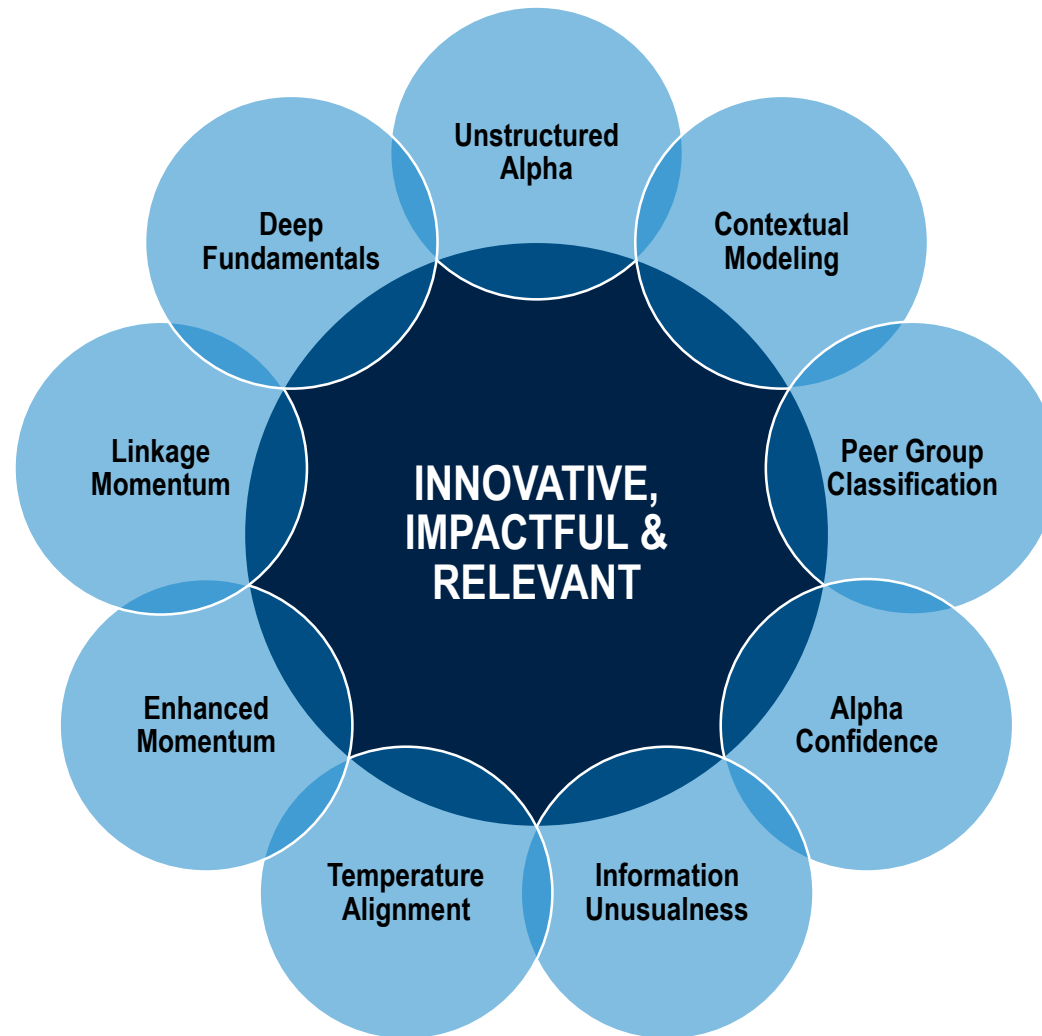 Unstructured
Alpha
Contextual
Modeling
Peer Group
Classification
Alpha
Confidence
Information
Unusualness
Temperature
Alignment
Enhanced
Momentum
Linkage
Momentum
Deep
Fundamentals
INNOVATIVE,
IMPACTFUL &
RELEVANT